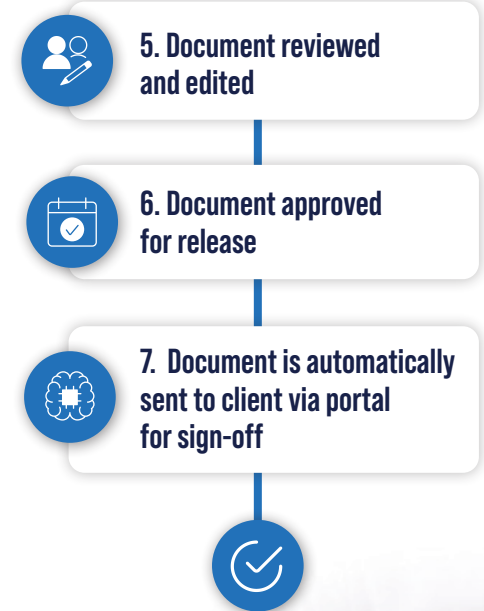 5. Document reviewed
and edited
6. Document approved
for release
7. Document is automatically
sent to client via portal
for sign-off